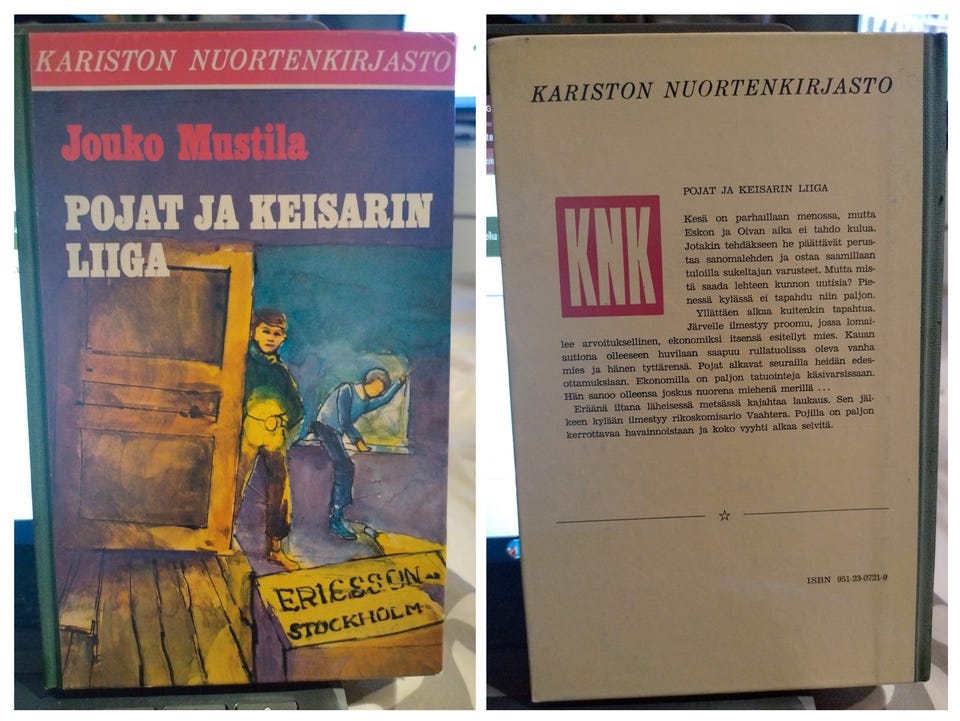 KARISTON NUORTENKIRJASTO
Jouko Mustila
POJAT JA KEISARIN
LIIGA
ERICSSON
STOCKHOLM
KARISTON NUORTENKIRJASTO
KNK
POJAT JA KEISARIN LIIGA
Kesä on parhaillaan menossa, mutta
Eskon ja Oivan aika ei tahdo kulua.
Jotakin tehdäkseen he päättävät perus-
taa sanomalehden ja ostaa saamillaan
tuloilla sukeltajan varusteet. Mutta mis-
tä saada lehteen kunnon uutisia? Pie-
nessä kylässä ei tapahdu niin paljon.
Yllättäen alkaa kuitenkin tapahtua.
Järvelle ilmestyy proomu, jossa lomai-
lee arvoituksellinen, ekonomiksi itsensä esitellyt mies. Kauan
autiona olleeseen huvilaan saapuu rullatuolissa oleva vanha
mies ja hänen tyttärensä. Pojat alkavat seurailla heidän edes-
ottamuksiaan. Ekonomilla on paljon tatuointeja käsivarsissaan.
Hän sanoo olleensa joskus nuorena miehenä merillä ...
Eräänä iltana läheisessä metsässä kajahtaa laukaus. Sen jäl-
keen kylään ilmestyy rikoskomisario Vaahtera. Pojilla on paljon
kerrottavaa havainnoistaan ja koko vyyhti alkaa selvitä.
ISBN 951-23-0721-9